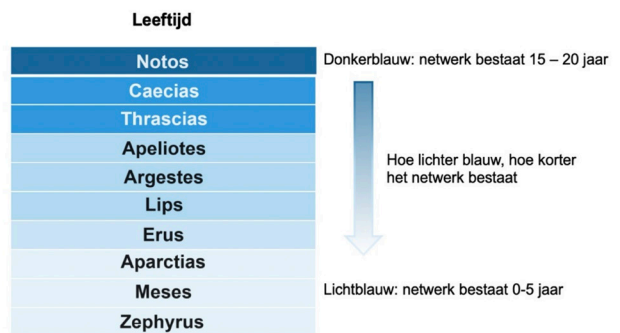 Leeftijd
Notos
Donkerblauw: netwerk bestaat 15 – 20 jaar
Caecias
Thrascias
Apeliotes
Argestes
Lips
Erus
Aparctias
Meses
Zephyrus
Hoe lichter blauw, hoe korter
het netwerk bestaat
Lichtblauw: netwerk bestaat 0-5 jaar